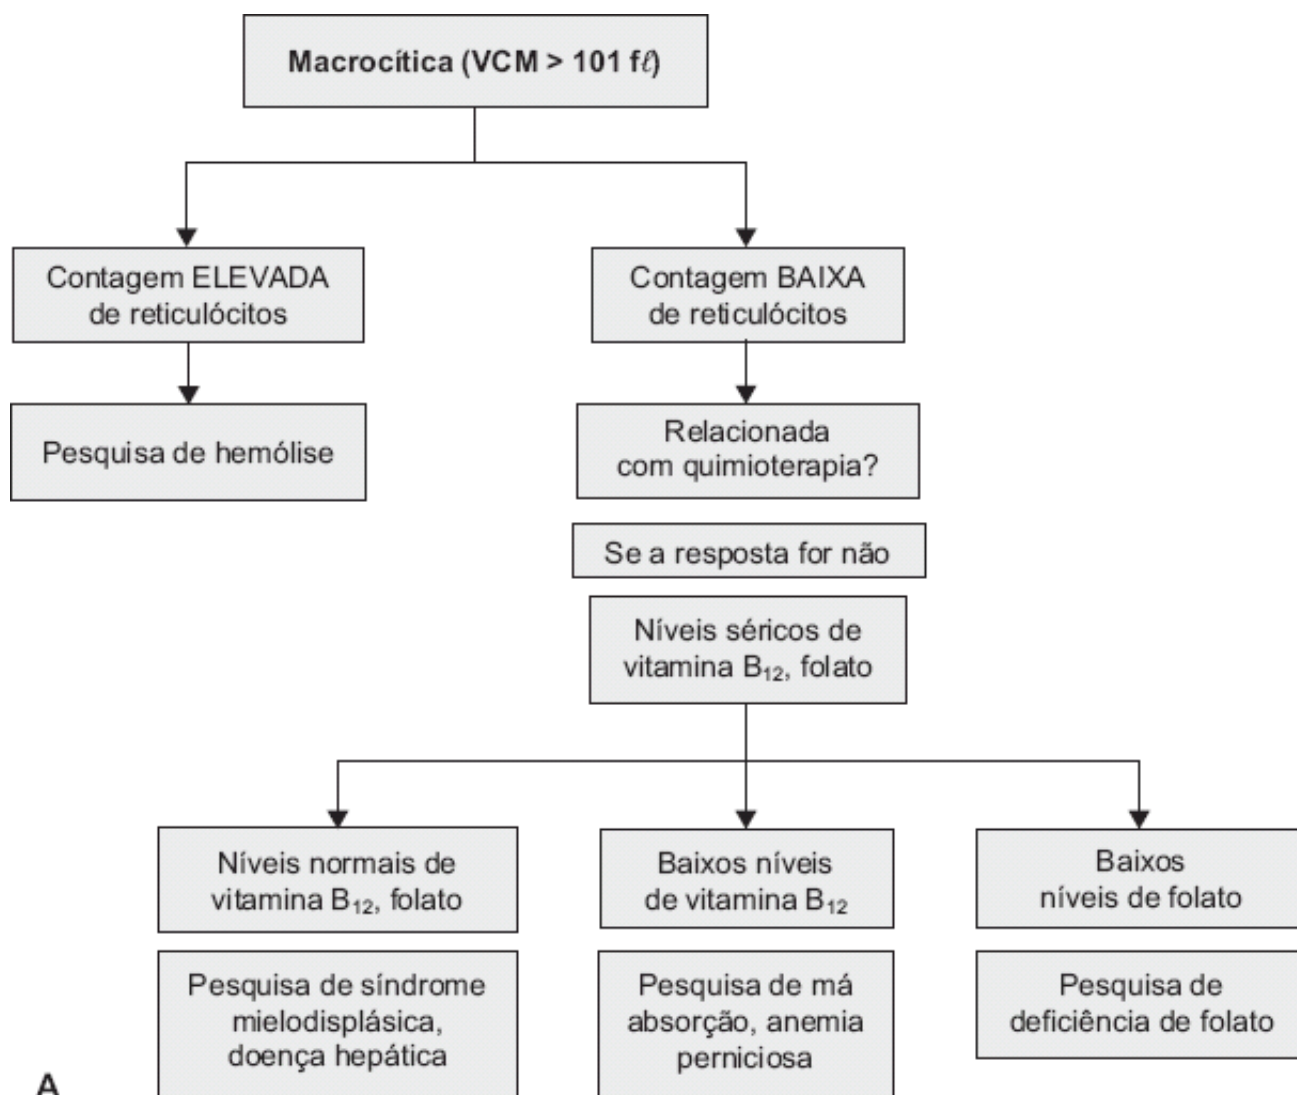 Macrocítica (VCM > 101 fℓ)
Contagem ELEVADA
de reticulócitos
Contagem BAIXA
de reticulócitos
Pesquisa de hemólise
Relacionada
com quimioterapia?
Se a resposta for não
Níveis séricos de
vitamina B₁₂, folato
Níveis normais de
vitamina B₁₂, folato
Baixos níveis
de vitamina B₁₂
Baixos
níveis de folato
Pesquisa de síndrome
mielodisplásica,
doença hepática
Pesquisa de má
absorção, anemia
perniciosa
Pesquisa de
deficiência de folato
A